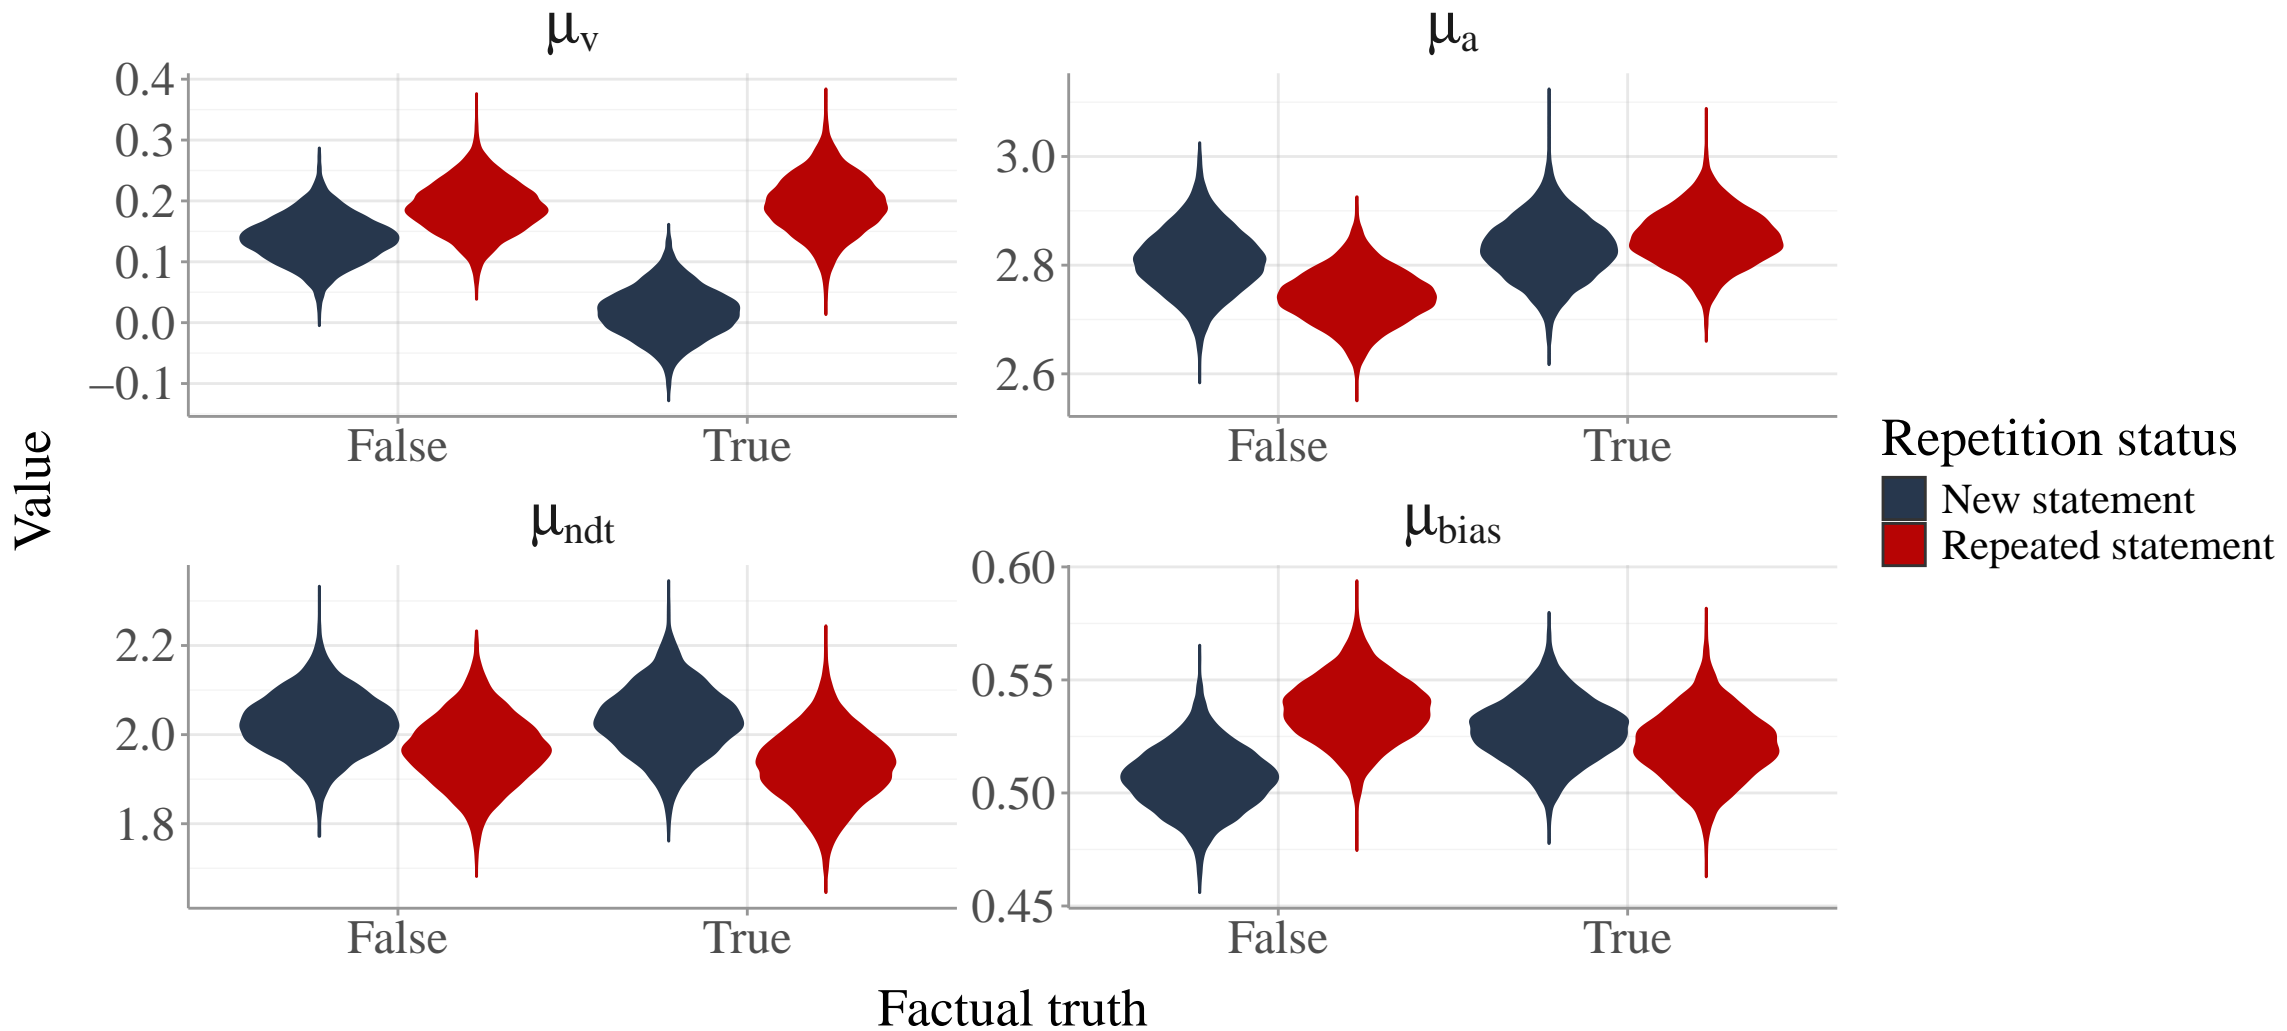 μv
μa
0.4
0.3
0.2
0.1
0.0
−0.1
False
True
3.0
2.8
2.6
False
True
Value
μndt
μbias
2.2
2.0
1.8
False
True
0.60
0.55
0.50
0.45
False
True
Factual truth
Repetition status
New statement
Repeated statement